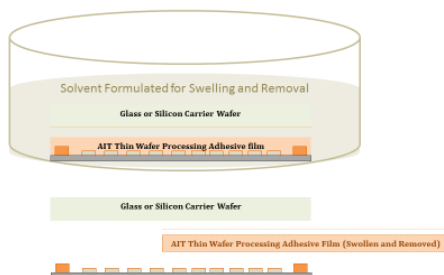 Solvent Formulated for Swelling and Removal
Glass or Silicon Carrier Wafer
AIT Thin Wafer Processing Adhesive film
Glass or Silicon Carrier Wafer
AIT Thin Wafer Processing Adhesive Film (Swollen and Removed)